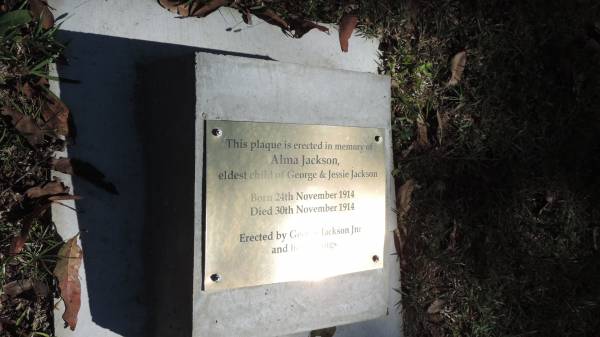 This plaque is erected in memory of
Alma Jackson,
eldest child of George & Jessie Jackson
Born 24th November 1914
Died 30th November 1914
Erected by Jackson Jnr
and